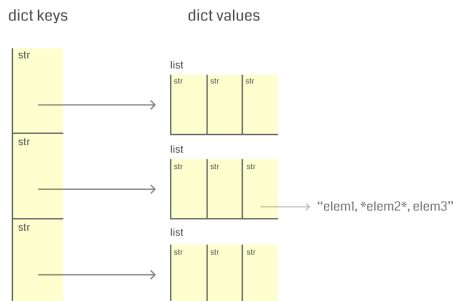 dict keys
dict values
str
list
str str str
str
list
str str str
“elem1, *elem2*, elem3”
str
list
str str str